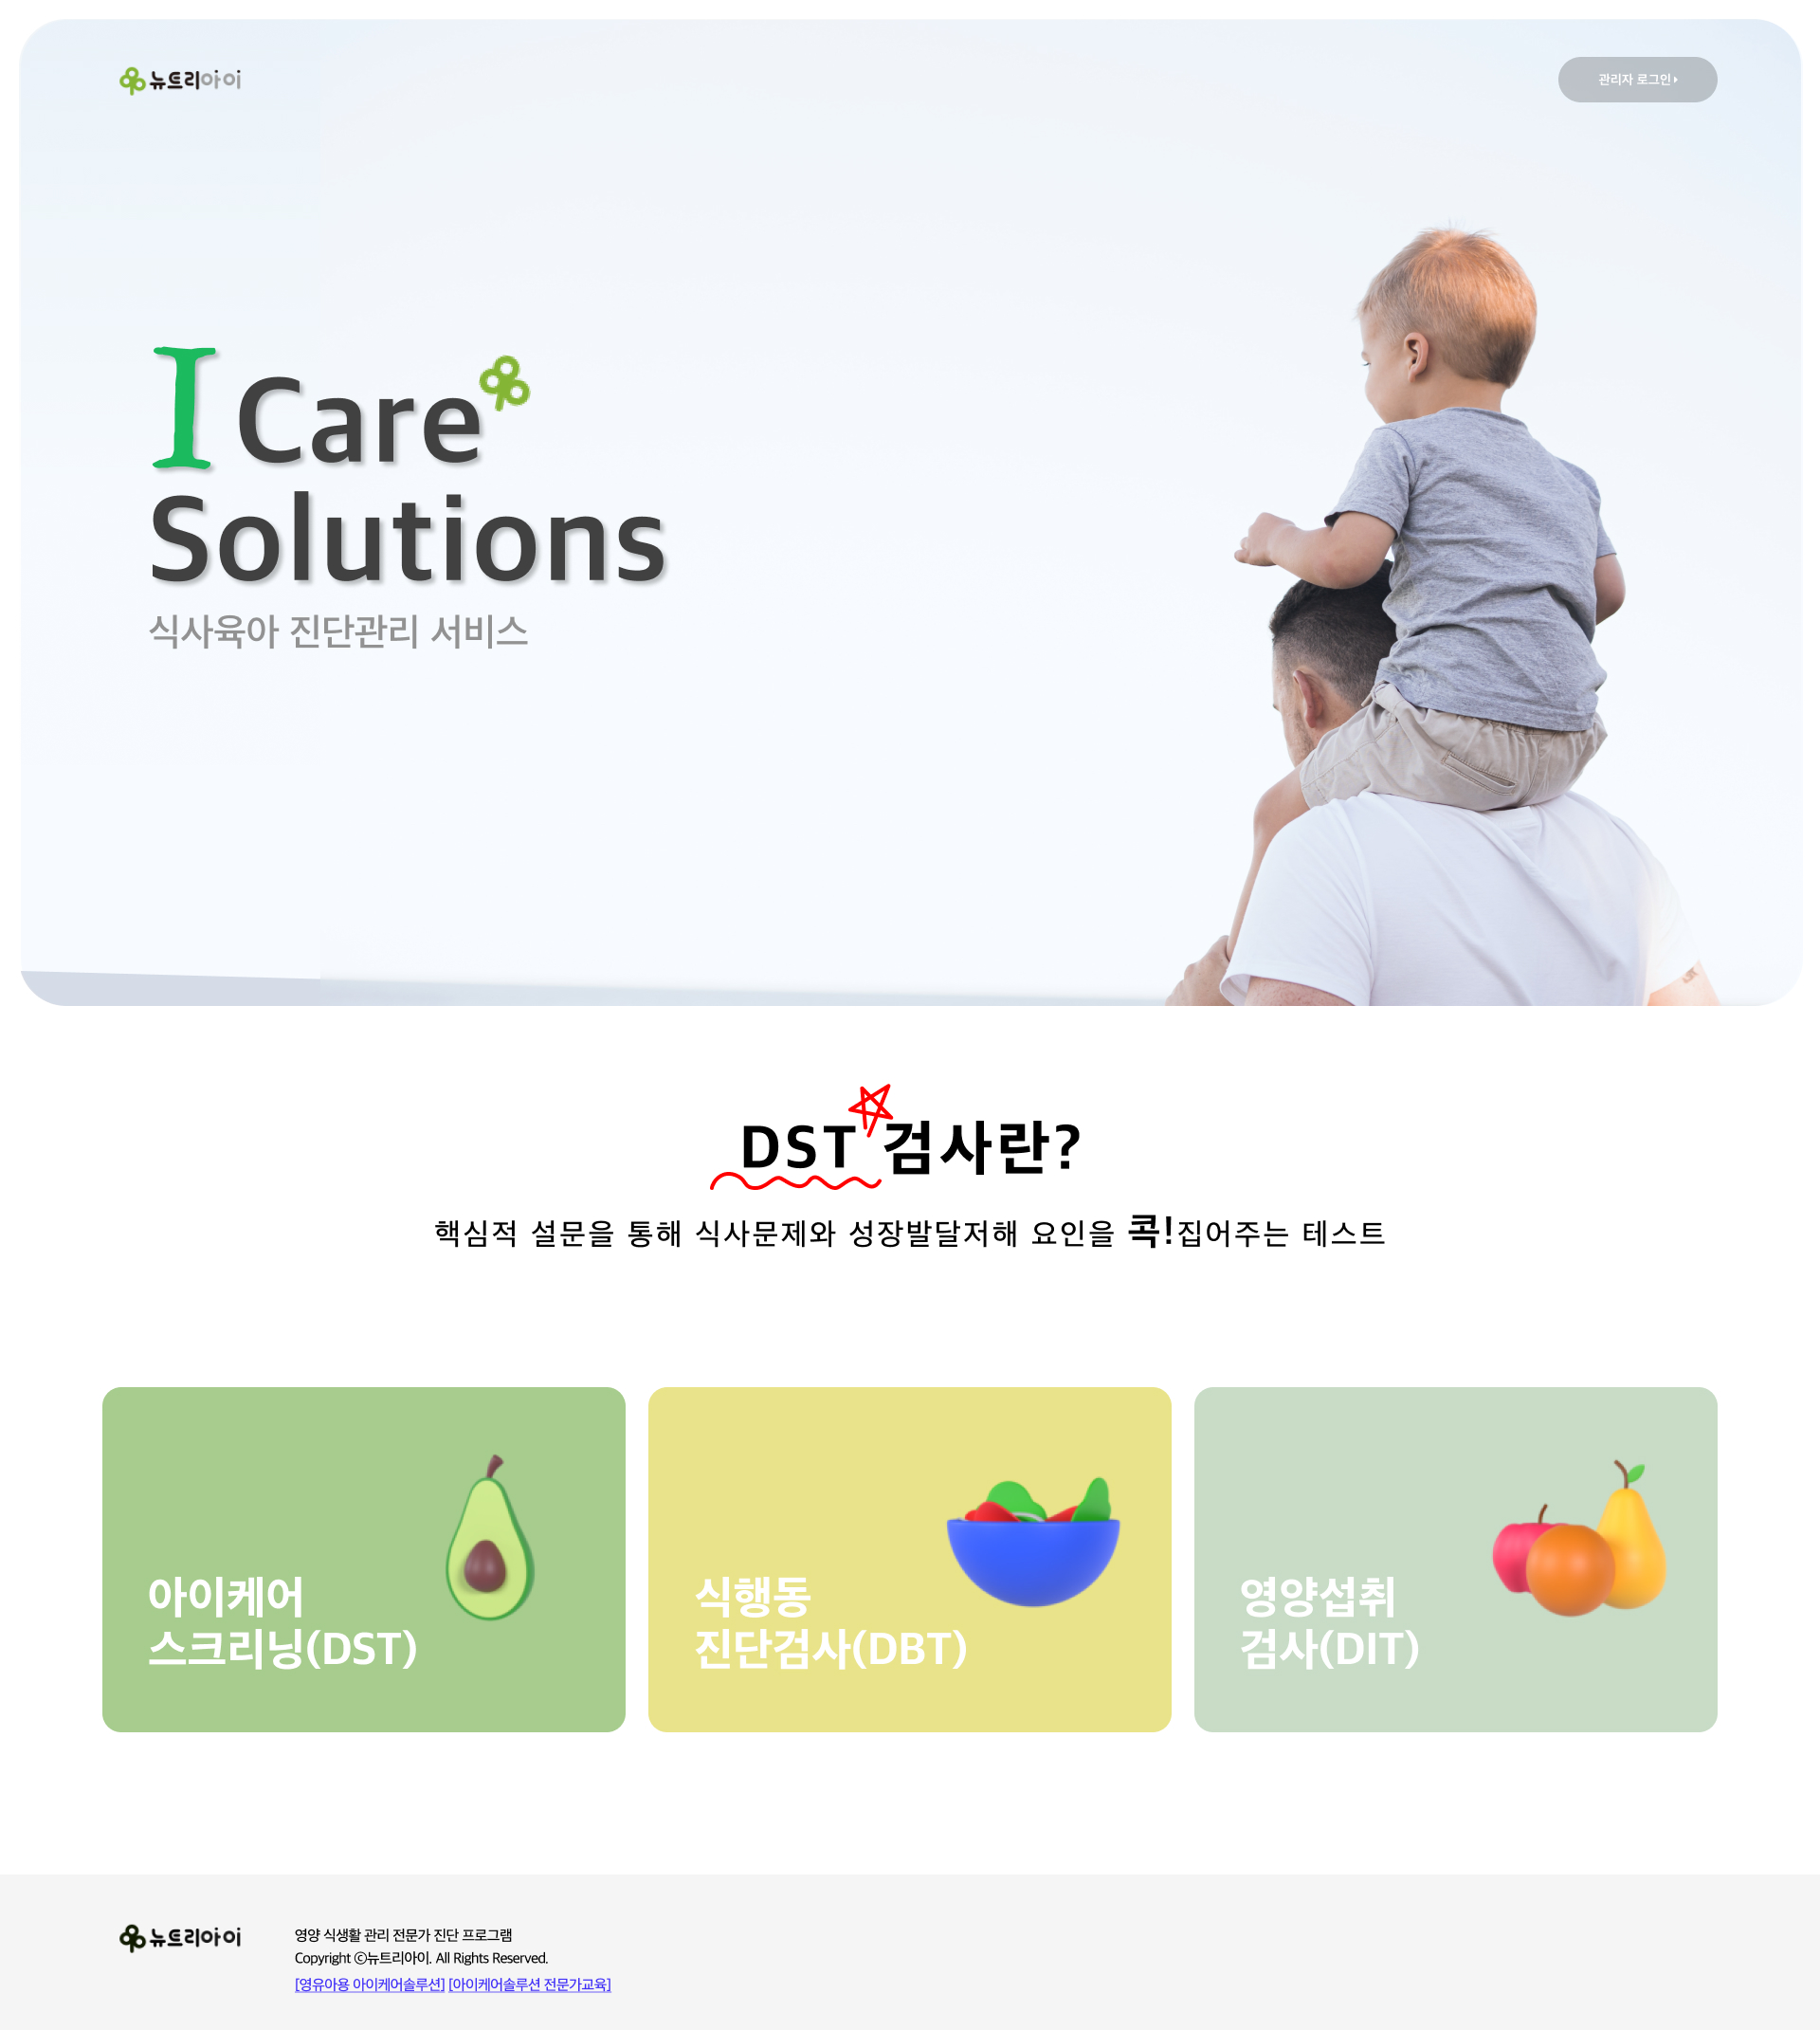 뉴트리아이
관리자 로그인
I Care
Solutions
식사육아 진단관리 서비스
DST 검사란?
핵심적 설문을 통해 식사문제와 성장발달저해 요인을 콕!집어주는 테스트
아이케어
스크리닝(DST)
식행동
진단검사(DBT)
영양섭취
검사(DIT)
뉴트리아이
영양 식생활 관리 전문가 진단 프로그램
Copyright ⓒ뉴트리아이. All Rights Reserved.
[영유아용 아이케어솔루션] [아이케어솔루션 전문가교육]